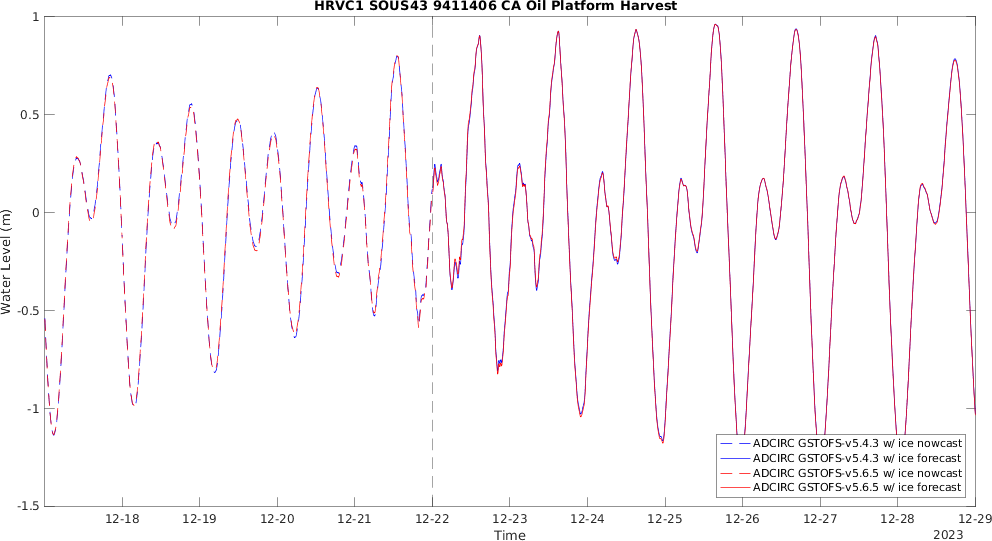 HRVC1 SOUS43 9411406 CA Oil Platform Harvest
1
0.5
0
-0.5
-1
-1.5
Water Level (m)
ADCIRC GSTOFS-v5.4.3 w/ ice nowcast
ADCIRC GSTOFS-v5.4.3 w/ ice forecast
ADCIRC GSTOFS-v5.6.5 w/ ice nowcast
ADCIRC GSTOFS-v5.6.5 w/ ice forecast
12-18 12-19 12-20 12-21 12-22 12-23 12-24 12-25 12-26 12-27 12-28 12-29
Time
2023